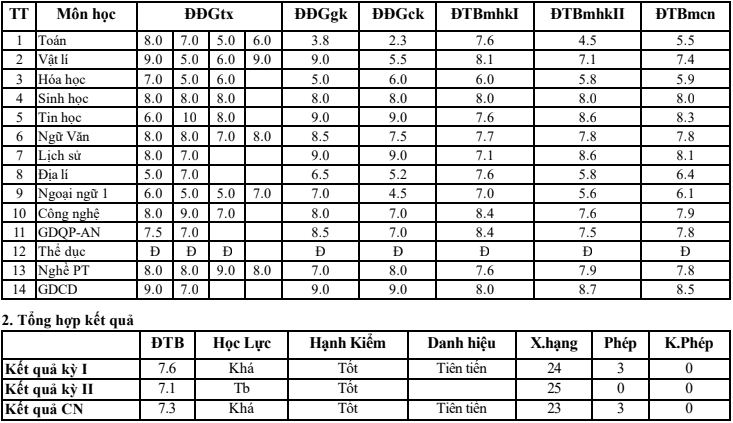 TT Môn học ĐĐGtx ĐĐGgk ĐĐGck ĐTBmhkI ĐTBmhkII ĐTBmcn
1 Toán 8.0 7.0 5.0 6.0 3.8 2.3 7.6 4.5 5.5
2 Vật lí 9.0 5.0 6.0 9.0 9.0 5.5 8.1 7.1 7.4
3 Hóa học 7.0 5.0 6.0 5.0 6.0 6.0 5.8 5.9
4 Sinh học 8.0 8.0 8.0 8.0 8.0 8.0 8.0 8.0
5 Tin học 6.0 10 8.0 9.0 9.0 7.6 8.6 8.3
6 Ngữ Văn 8.0 8.0 7.0 8.0 8.5 7.5 7.7 7.8 7.8
7 Lịch sử 8.0 7.0 9.0 9.0 7.1 8.6 8.1
8 Địa lí 5.0 7.0 6.5 5.2 7.6 5.8 6.4
9 Ngoại ngữ 1 6.0 5.0 5.0 7.0 7.0 4.5 7.0 5.6 6.1
10 Công nghệ 8.0 9.0 7.0 8.0 7.0 8.4 7.6 7.9
11 GDQP-AN 7.5 7.0 8.5 7.0 8.4 7.5 7.8
12 Thể dục Đ Đ Đ Đ Đ Đ Đ Đ
13 Nghề PT 8.0 8.0 9.0 8.0 7.0 8.0 7.6 7.9 7.8
14 GDCD 9.0 7.0 9.0 9.0 8.0 8.7 8.5
2. Tổng hợp kết quả
ĐTB Học Lực Hạnh Kiểm Danh hiệu X.hạng Phép K.Phép
Kết quả kỳ I 7.6 Khá Tốt Tiên tiến 24 3 0
Kết quả kỳ II 7.1 Tb Tốt 25 0 0
Kết quả CN 7.3 Khá Tốt Tiên tiến 23 3 0